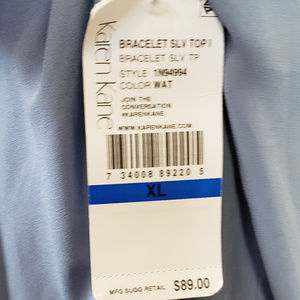 Karen Kane
BRACELET SLV TOP
BRACELET SLV TP
STYLE 1N94994
COLOR WAT
JOIN THE
CONVERSATION
#KARENKANE
WWW.KARENKANE.COM
7 34008 89220 5
XL
MFG SUGG RETAIL $89.00